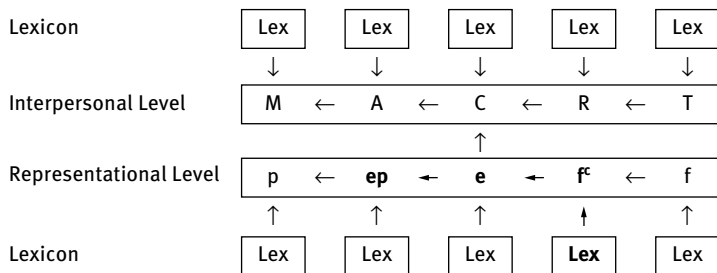 Lexicon Lex Lex Lex Lex Lex
↓ ↓ ↓ ↓ ↓
Interpersonal Level M ← A ← C ← R ← T
↑
Representational Level p ← ep ← e ← fᶜ ← f
↑ ↑ ↑ ↑ ↑
Lexicon Lex Lex Lex Lex Lex